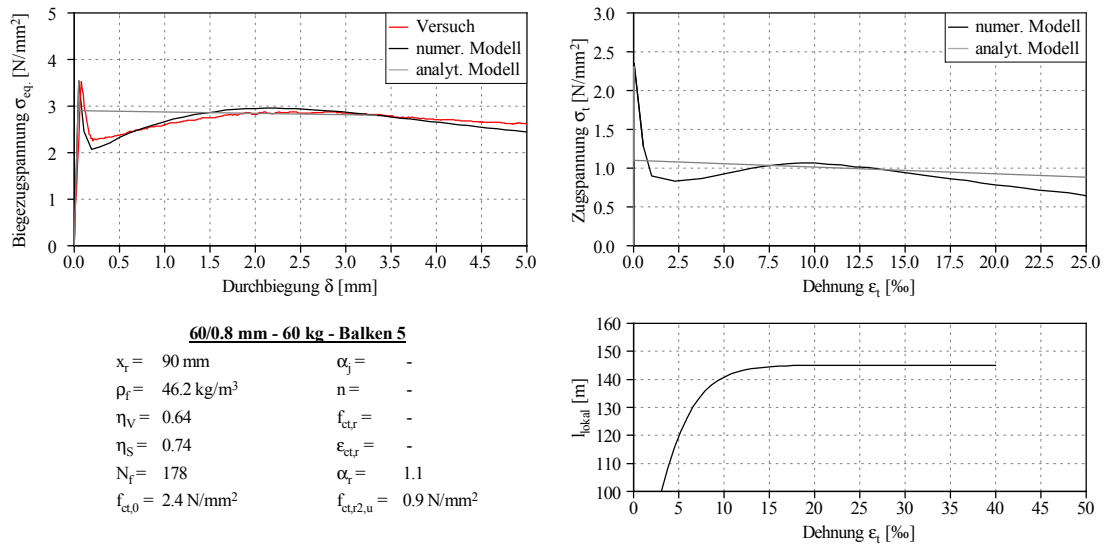 Biegezugspannung σeq. [N/mm²]
5
4
3
2
1
0
Versuch
numer. Modell
analyt. Modell
0.0 0.5 1.0 1.5 2.0 2.5 3.0 3.5 4.0 4.5 5.0
Durchbiegung δ [mm]
Zugspannung σt [N/mm²]
3.0
2.5
2.0
1.5
1.0
0.5
0.0
numer. Modell
analyt. Modell
0.0 2.5 5.0 7.5 10.0 12.5 15.0 17.5 20.0 22.5 25.0
Dehnung εt [‰]
60/0.8 mm - 60 kg - Balken 5
xr = 90 mm αj = -
ρf = 46.2 kg/m³ n = -
ηV = 0.64 fct,r = -
ηS = 0.74 εct,r = -
Nf = 178 αr = 1.1
fct,0 = 2.4 N/mm² fct,r2,u = 0.9 N/mm²
llokal [m]
160
150
140
130
120
110
100
0 5 10 15 20 25 30 35 40 45 50
Dehnung εt [‰]